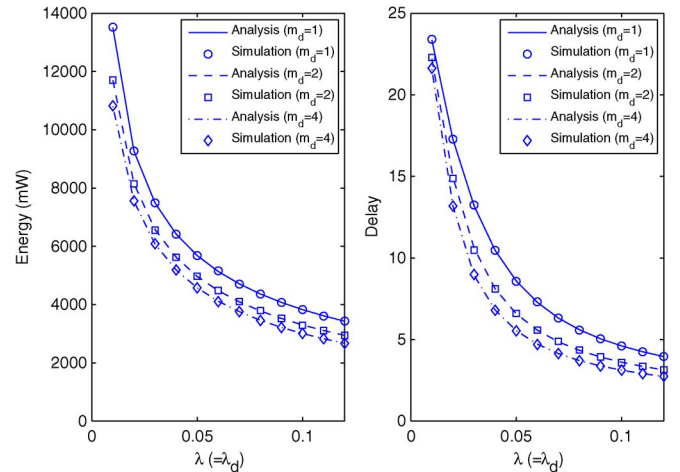 14000
12000
10000
8000
6000
4000
2000
0
Energy (mW)
0
0.05
0.1
λ (=λd)
Analysis (md=1)
Simulation (md=1)
Analysis (md=2)
Simulation (md=2)
Analysis (md=4)
Simulation (md=4)
25
20
15
10
5
0
Delay
0
0.05
0.1
λ (=λd)
Analysis (md=1)
Simulation (md=1)
Analysis (md=2)
Simulation (md=2)
Analysis (md=4)
Simulation (md=4)